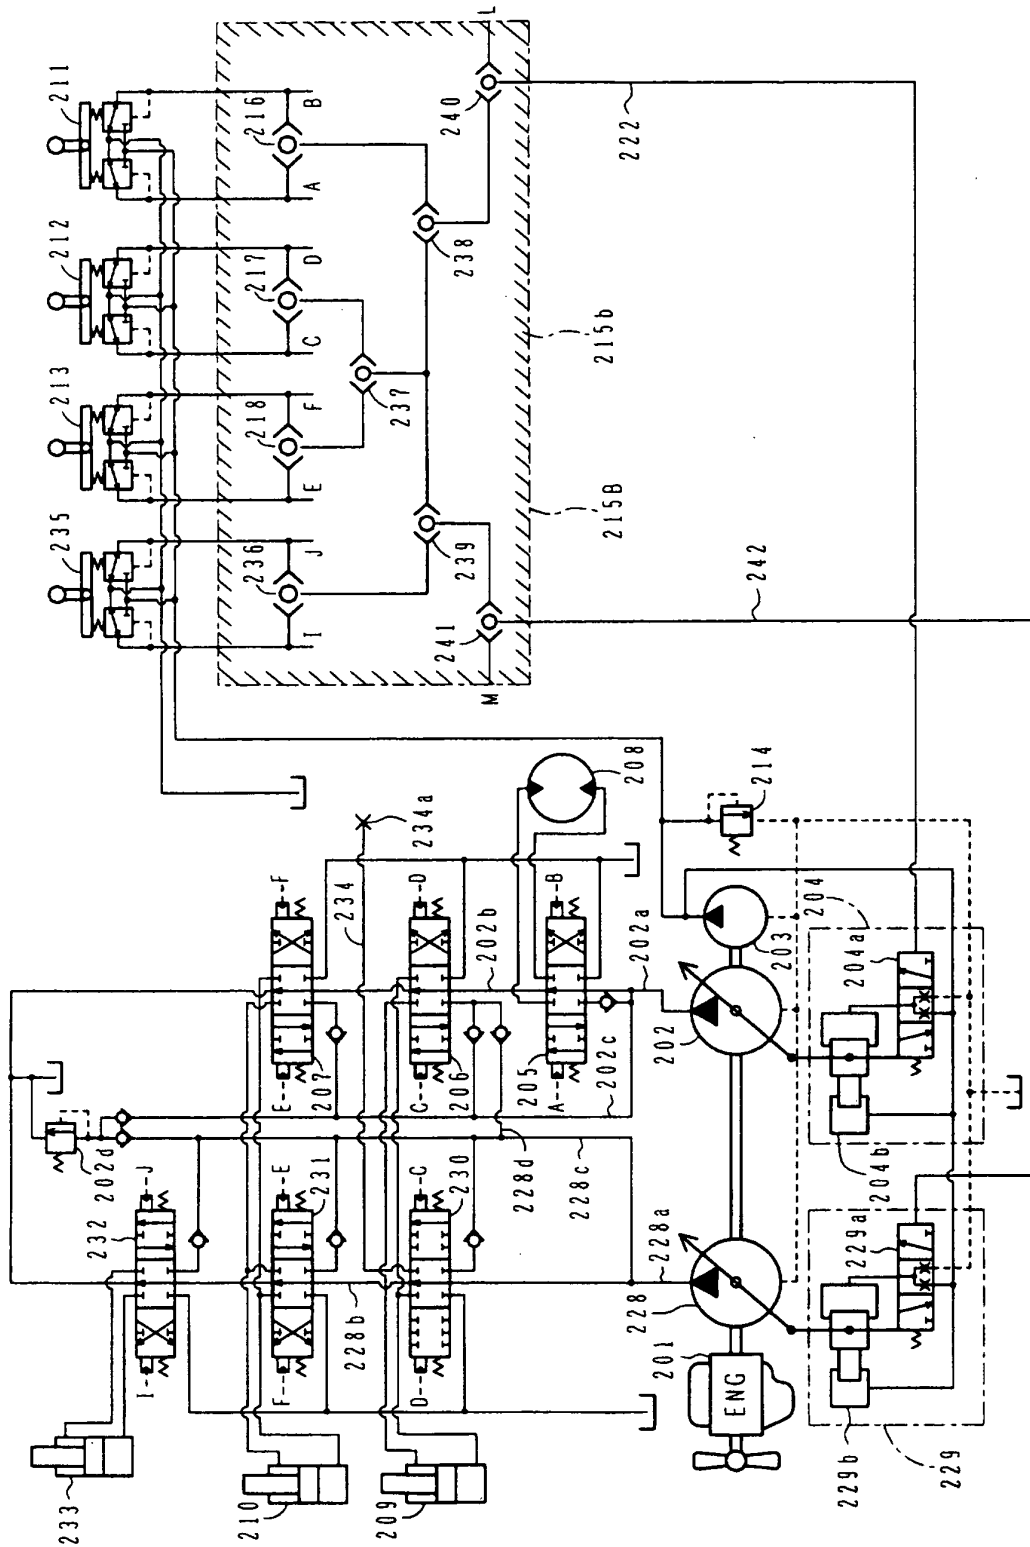 L
211
212
213
235
B
216
A
240
222
D
217
C
238
F
218
E
237
215b
J
236
I
239
215B
241
M
242
214
208
234a
234
F
D
B
202b
202a
203
204
204a
202
207
206
205
202c
E
C
A
202d
232
J
E
231
C
230
228d
228c
228a
204b
229a
228b
228
201
ENG
I
F
D
233
210
209
229b
229